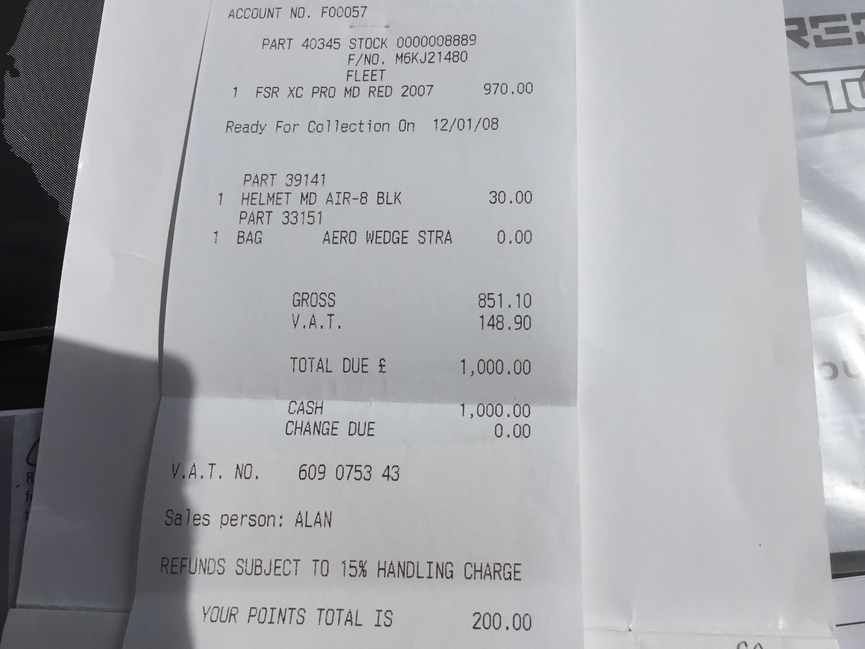 ACCOUNT NO. F00057
PART 40345 STOCK 0000008889
F/NO. M6KJ21480
FLEET
1 FSR XC PRO MD RED 2007 970.00
Ready For Collection On 12/01/08
PART 39141
1 HELMET MD AIR-8 BLK 30.00
PART 33151
1 BAG AERO WEDGE STRA 0.00
GROSS 851.10
V.A.T. 148.90
TOTAL DUE £ 1,000.00
CASH 1,000.00
CHANGE DUE 0.00
V.A.T. NO. 609 0753 43
Sales person: ALAN
REFUNDS SUBJECT TO 15% HANDLING CHARGE
YOUR POINTS TOTAL IS 200.00